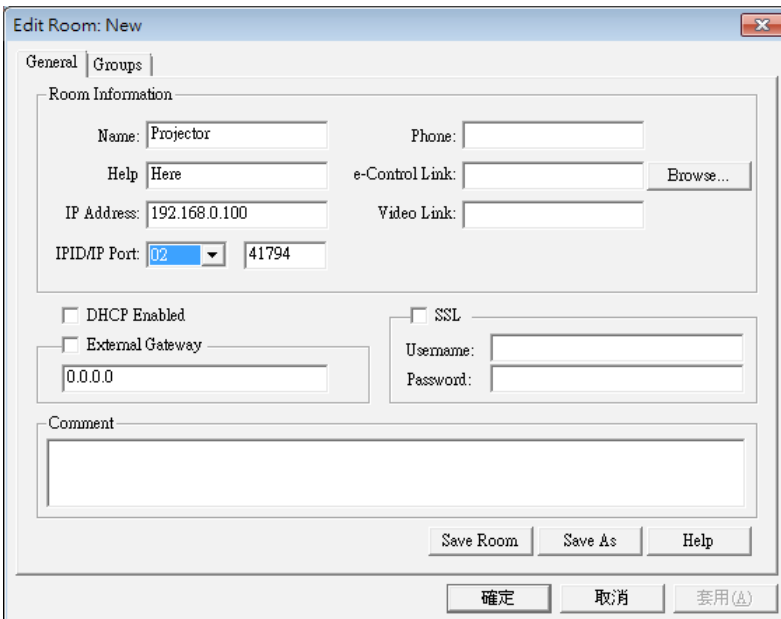 Edit Room: New
General Groups
Room Information
Name: Projector Phone:
Help Here e-Control Link: Browse...
IP Address: 192.168.0.100 Video Link:
IPID/IP Port: 02 41794
DHCP Enabled SSL
External Gateway Username:
0.0.0.0 Password:
Comment
Save Room Save As Help
確定 取消 套用(A)